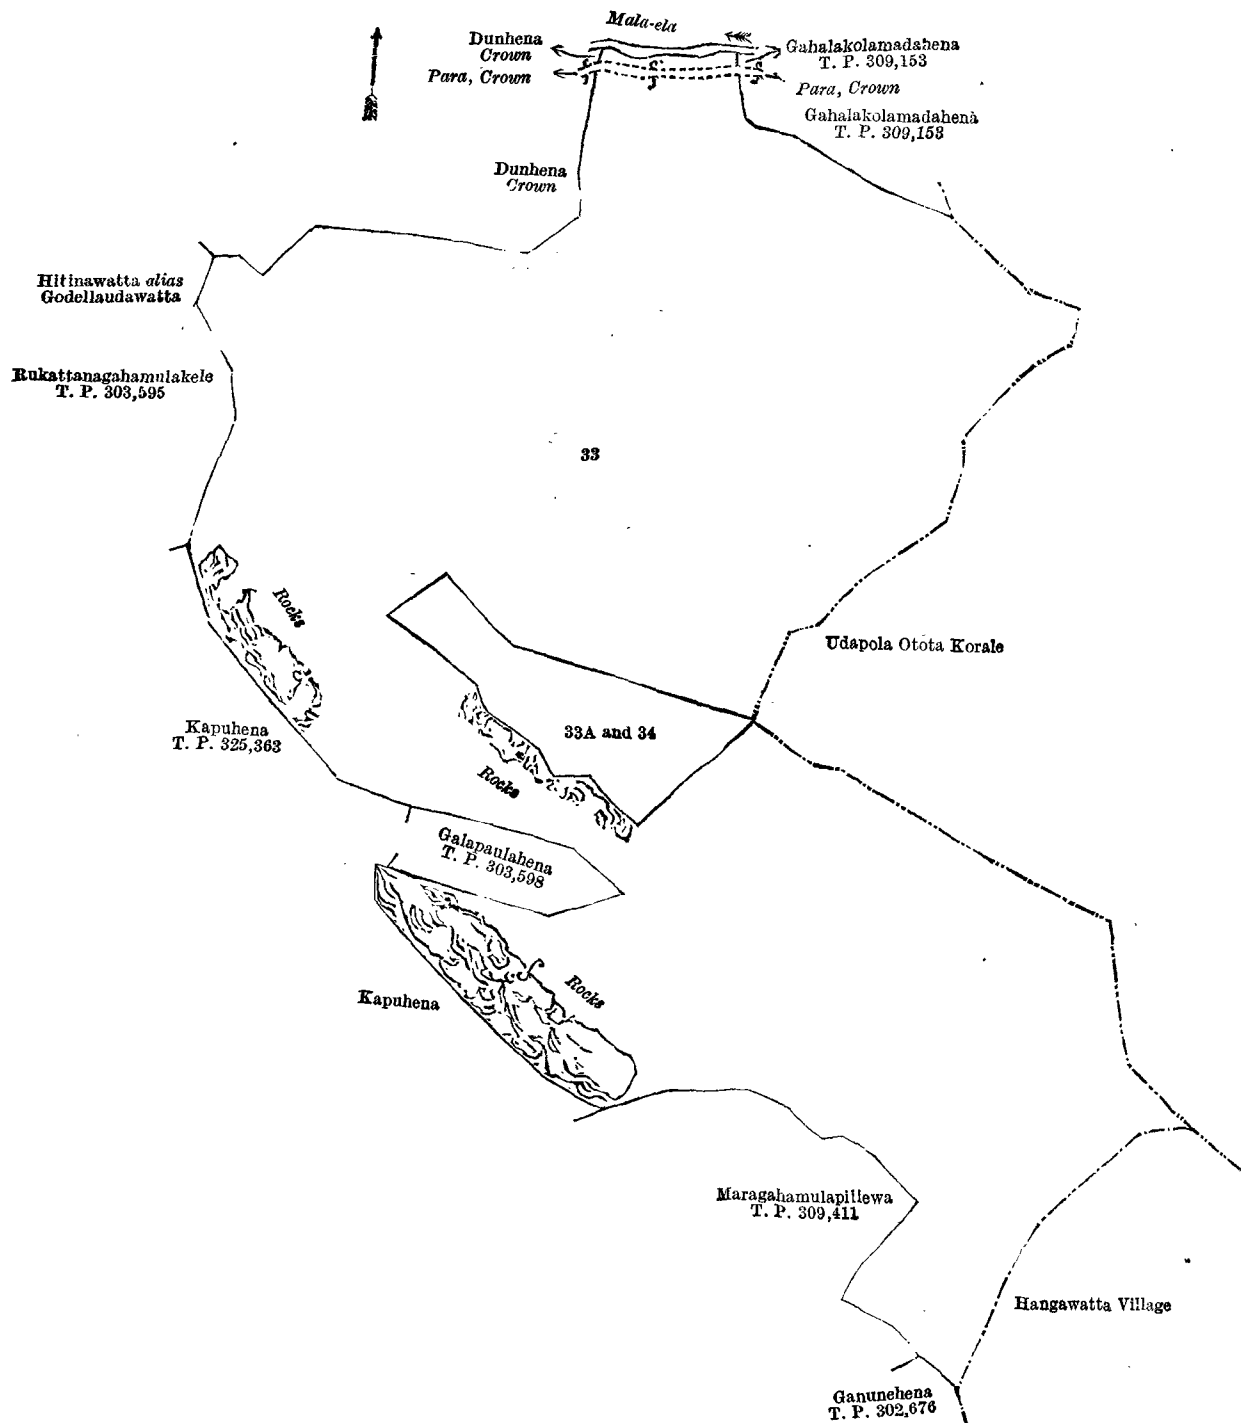 Mala-ela
Dunhena
Crown
Para, Crown
Gahalakolamadahena
T. P. 309,153
Para, Crown
Gahalakolamadahena
T. P. 309,153
Dunhena
Crown
Hitinawatta alias
Godellaudawatta
Rukattanagahamulakele
T. P. 303,595
33
Rocks
Udapola Otota Korale
Kapuhena
T. P. 325,363
33A and 34
Rocks
Galapaulahena
T. P. 303,598
Kapuhena
Rocks
Maragahamulapillewa
T. P. 309,411
Hangawatta Village
Ganunehena
T. P. 302,676